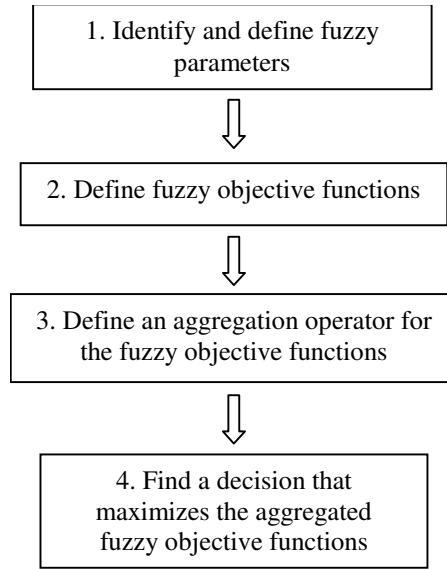 1. Identify and define fuzzy
parameters
2. Define fuzzy objective functions
3. Define an aggregation operator for
the fuzzy objective functions
4. Find a decision that
maximizes the aggregated
fuzzy objective functions